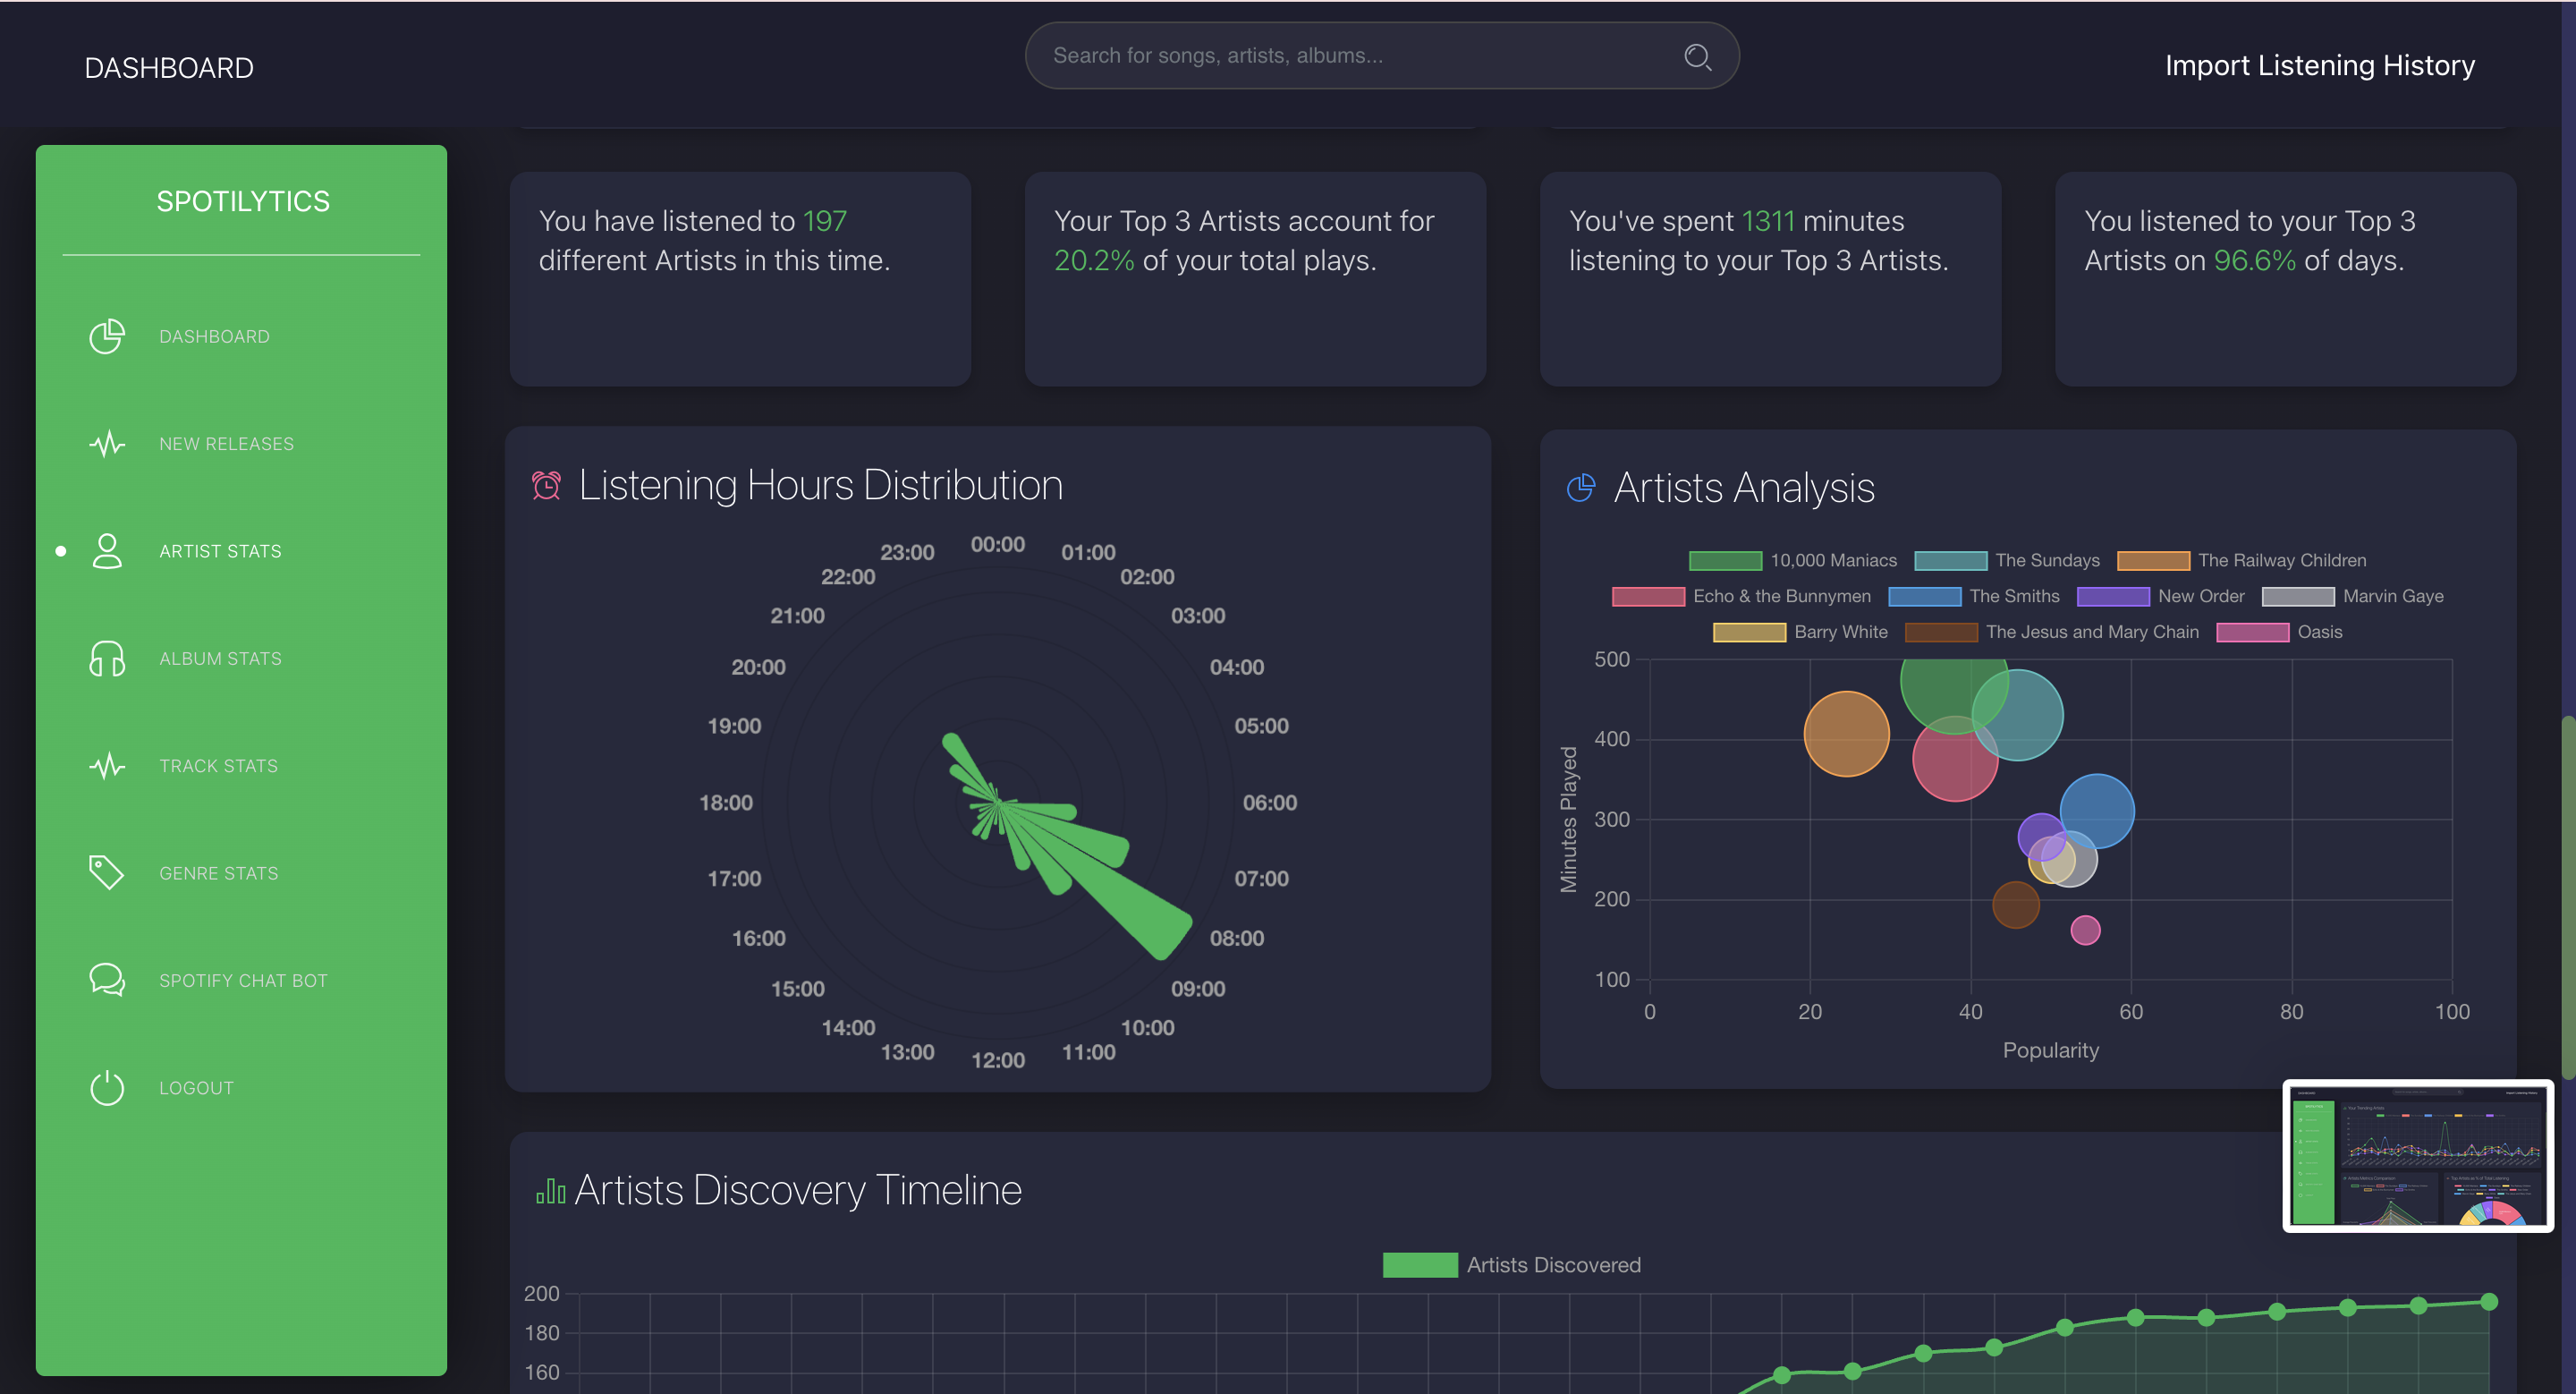 DASHBOARD
Search for songs, artists, albums...
Import Listening History
SPOTILYTICS
DASHBOARD
NEW RELEASES
ARTIST STATS
ALBUM STATS
TRACK STATS
GENRE STATS
SPOTIFY CHAT BOT
LOGOUT
You have listened to 197
different Artists in this time.
Your Top 3 Artists account for
20.2% of your total plays.
You've spent 1311 minutes
listening to your Top 3 Artists.
You listened to your Top 3
Artists on 96.6% of days.
Listening Hours Distribution
00:00
01:00
02:00
03:00
04:00
05:00
06:00
07:00
08:00
09:00
10:00
11:00
12:00
13:00
14:00
15:00
16:00
17:00
18:00
19:00
20:00
21:00
22:00
23:00
Artists Analysis
10,000 Maniacs The Sundays The Railway Children
Echo & the Bunnymen The Smiths New Order Marvin Gaye
Barry White The Jesus and Mary Chain Oasis
Minutes Played
500
400
300
200
100
0 20 40 60 80 100
Popularity
Artists Discovery Timeline
Artists Discovered
200
180
160